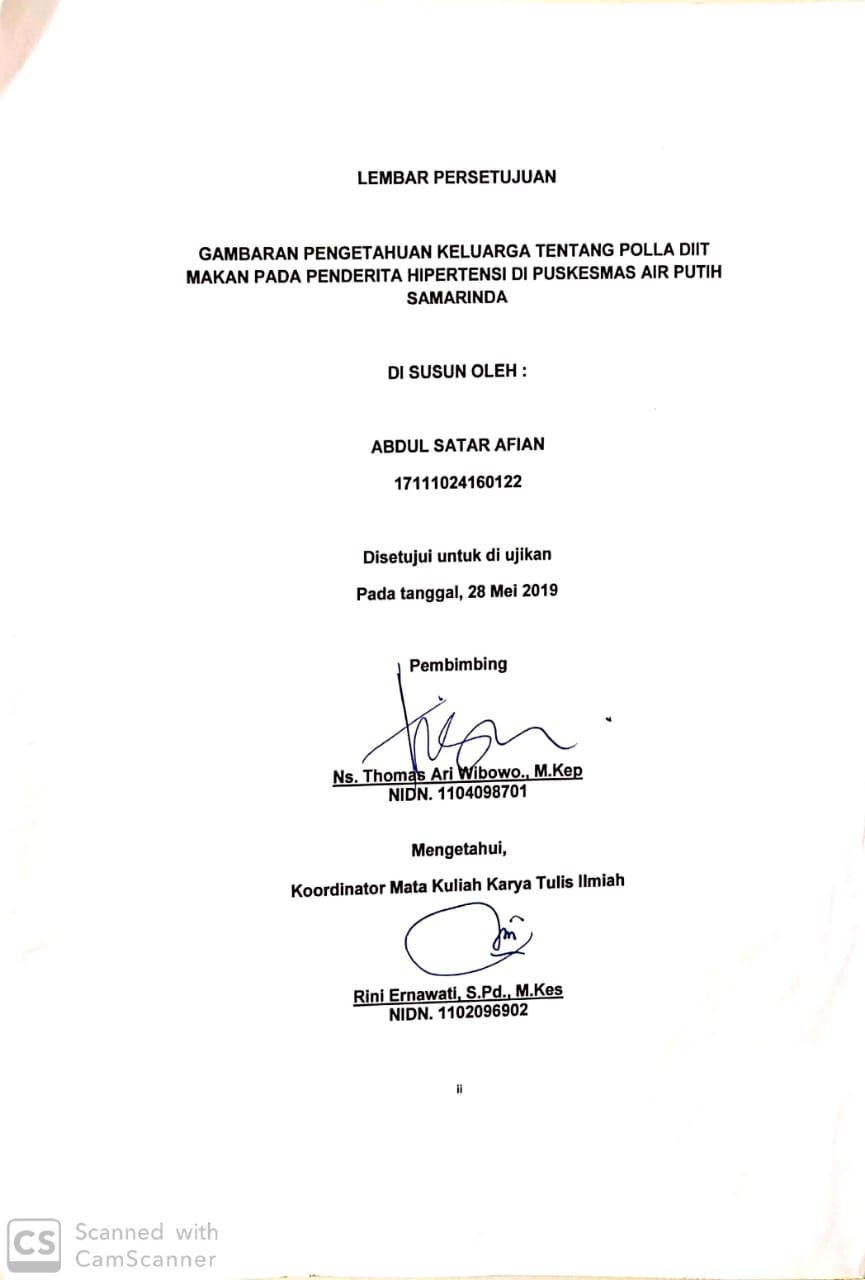 LEMBAR PERSETUJUAN
GAMBARAN PENGETAHUAN KELUARGA TENTANG POLLA DIIT
MAKAN PADA PENDERITA HIPERTENSI DI PUSKESMAS AIR PUTIH
SAMARINDA
DI SUSUN OLEH :
ABDUL SATAR AFIAN
17111024160122
Disetujui untuk di ujikan
Pada tanggal, 28 Mei 2019
Pembimbing
Ns. Thomas Ari Wibowo., M.Kep
NIDN. 1104098701
Mengetahui,
Koordinator Mata Kuliah Karya Tulis Ilmiah
Rini Ernawati, S.Pd., M.Kes
NIDN. 1102096902
ii
CS Scanned with
CamScanner